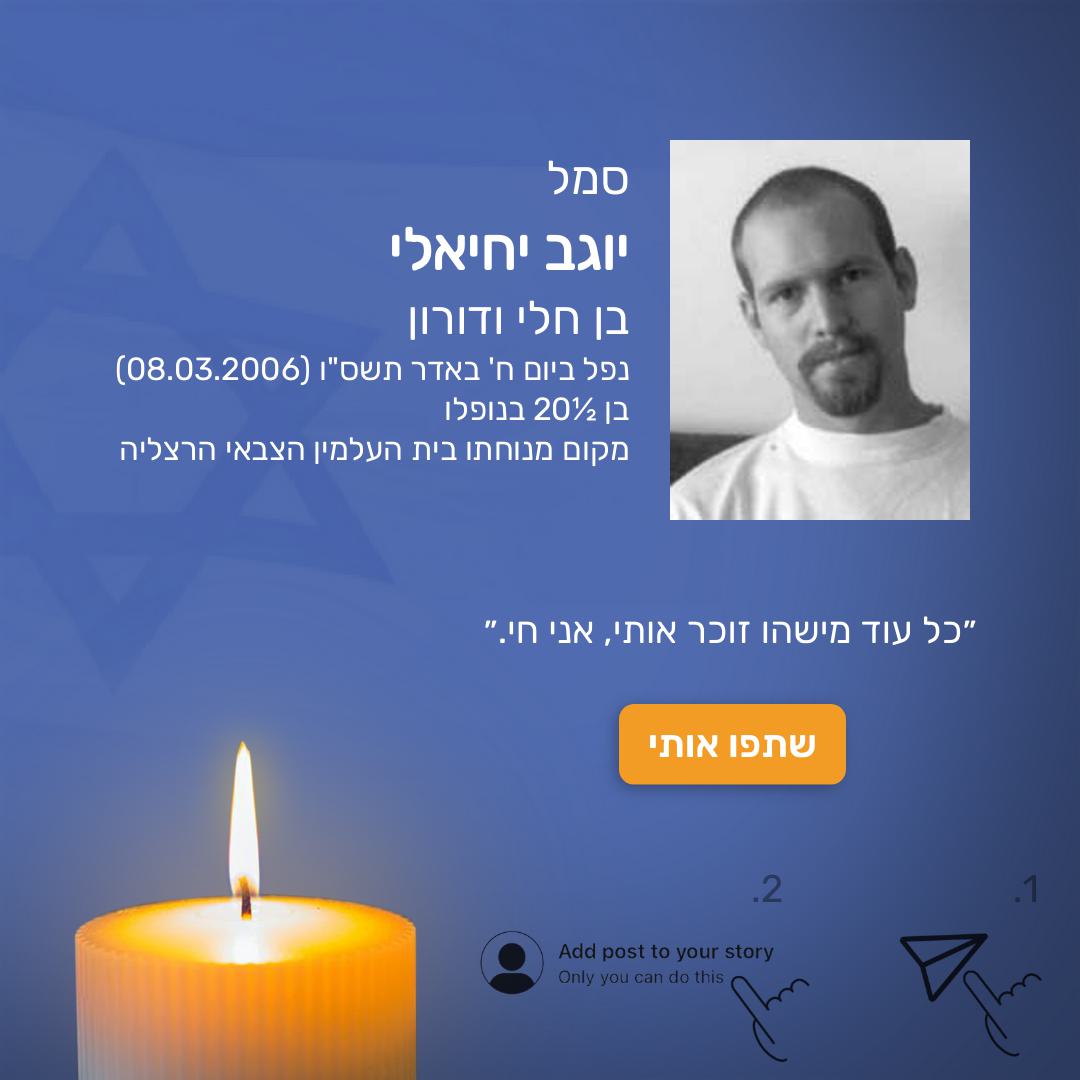 סמל
יוגב יחיאלי
בן חלי ודורון
נפל ביום ח' באדר תשס"ו (08.03.2006)
בן 20½ בנופלו
מקום מנוחתו בית העלמין הצבאי הרצליה
״כל עוד מישהו זוכר אותי, אני חי.״
שתפו אותי
1.
2.
Add post to your story
Only you can do this